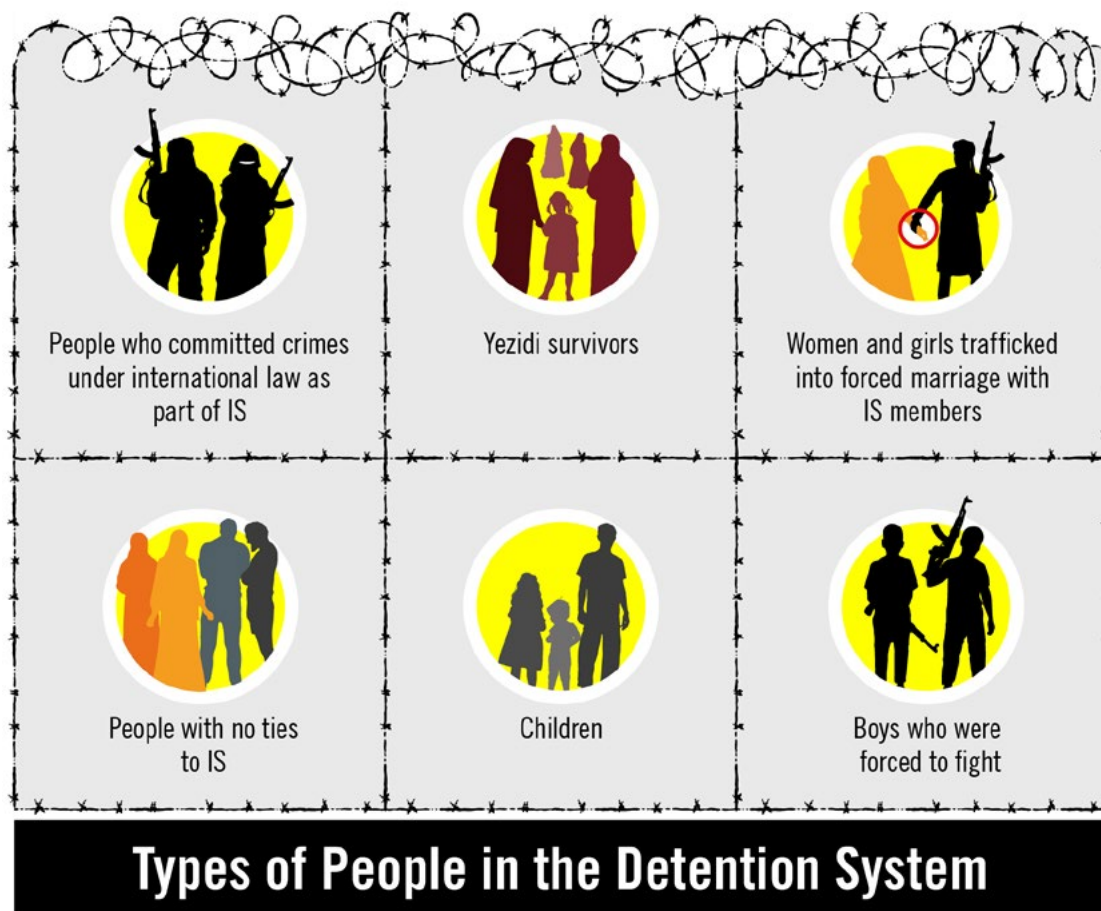 People who committed crimes
under international law as
part of IS
Yezidi survivors
Women and girls trafficked
into forced marriage with
IS members
People with no ties
to IS
Children
Boys who were
forced to fight
Types of People in the Detention System